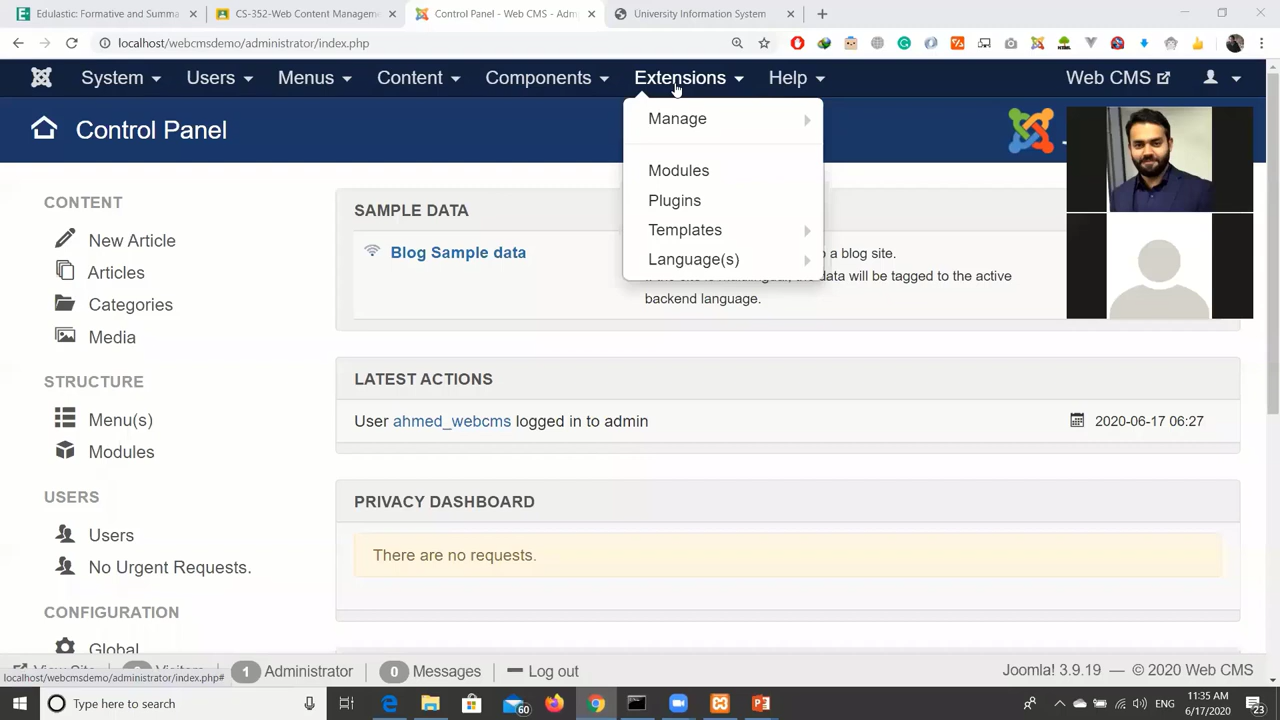 Edulastic: Formative and Summa
CS-352-Web Content Manageme
Control Panel - Web CMS - Adm
University Information System
localhost/webcmsdemo/administrator/index.php
System
Users
Menus
Content
Components
Extensions
Help
Web CMS
Control Panel
Manage
Modules
Plugins
Templates
Language(s)
CONTENT
New Article
Articles
Categories
Media
STRUCTURE
Menu(s)
Modules
USERS
Users
No Urgent Requests.
CONFIGURATION
Global
SAMPLE DATA
Blog Sample data
o a blog site.
data will be tagged to the active
backend language.
LATEST ACTIONS
User ahmed_webcms logged in to admin
2020-06-17 06:27
PRIVACY DASHBOARD
There are no requests.
1 Administrator
0 Messages
Log out
Joomla! 3.9.19 — © 2020 Web CMS
localhost/webcmsdemo/administrator/index.php#
Type here to search
60
11:35 AM
6/17/2020
23